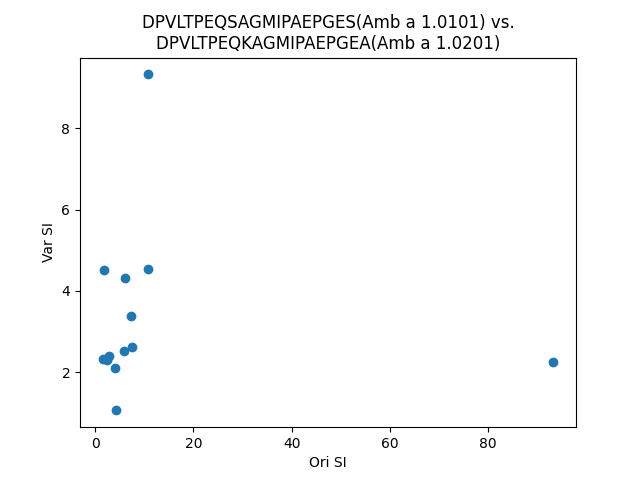 DPVLTPEQSAGMIPAEPGES(Amb a 1.0101) vs.
DPVLTPEQKAGMIPAEPGEA(Amb a 1.0201)
8
6
4
2
Var SI
0 20 40 60 80
Ori SI